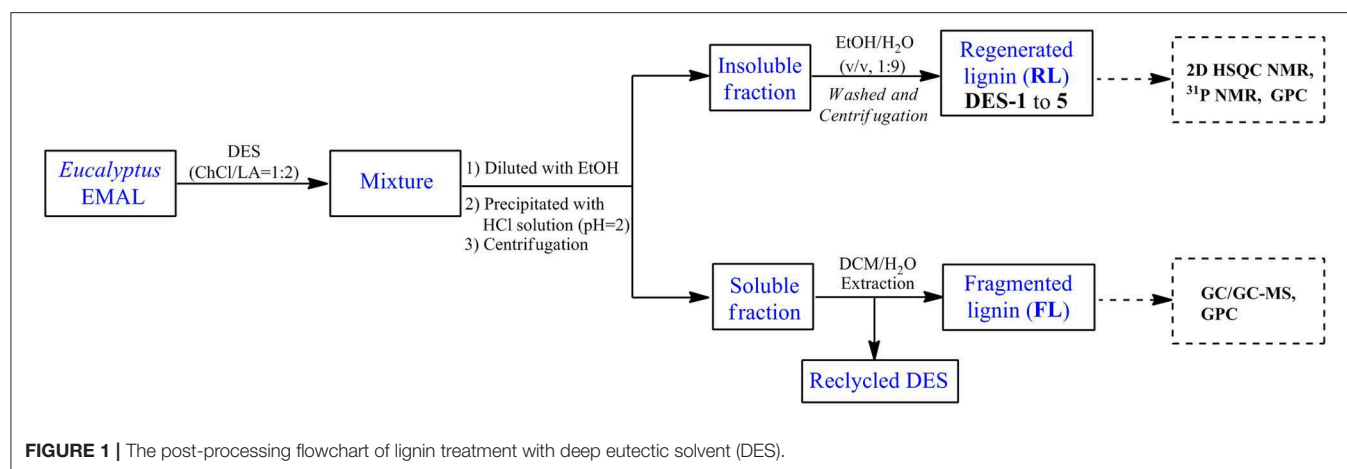 Eucalyptus
EMAL
DES
(ChCl/LA=1:2)
Mixture
1) Diluted with EtOH
2) Precipitated with
HCl solution (pH=2)
3) Centrifugation
Insoluble
fraction
EtOH/H₂O
(v/v, 1:9)
Washed and
Centrifugation
Regenerated
lignin (RL)
DES-1 to 5
2D HSQC NMR,
³¹P NMR, GPC
Soluble
fraction
DCM/H₂O
Extraction
Fragmented
lignin (FL)
GC/GC-MS,
GPC
Reclycled DES
FIGURE 1 | The post-processing flowchart of lignin treatment with deep eutectic solvent (DES).